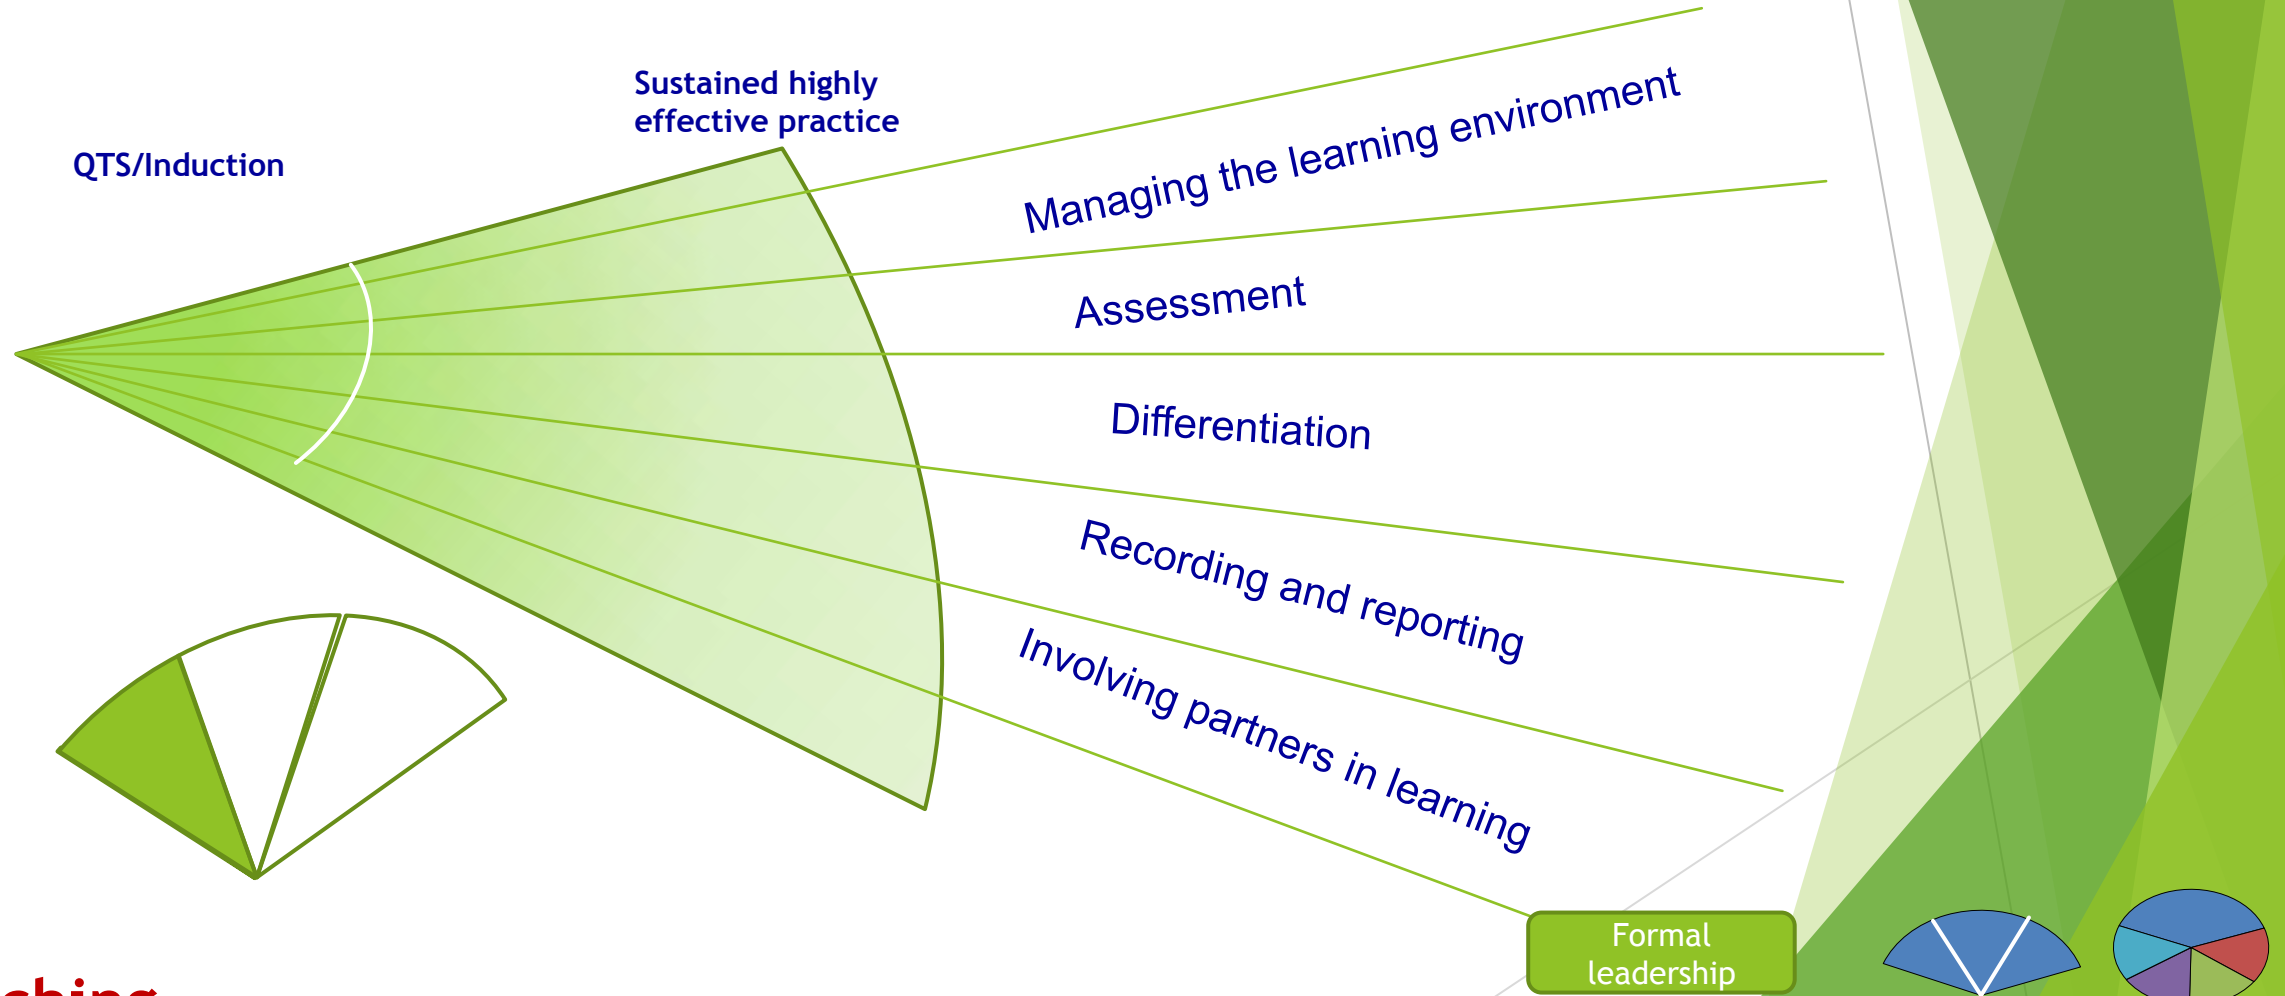 Sustained highly
effective practice
QTS/Induction
Managing the learning environment
Assessment
Differentiation
Recording and reporting
Involving partners in learning
Formal
leadership